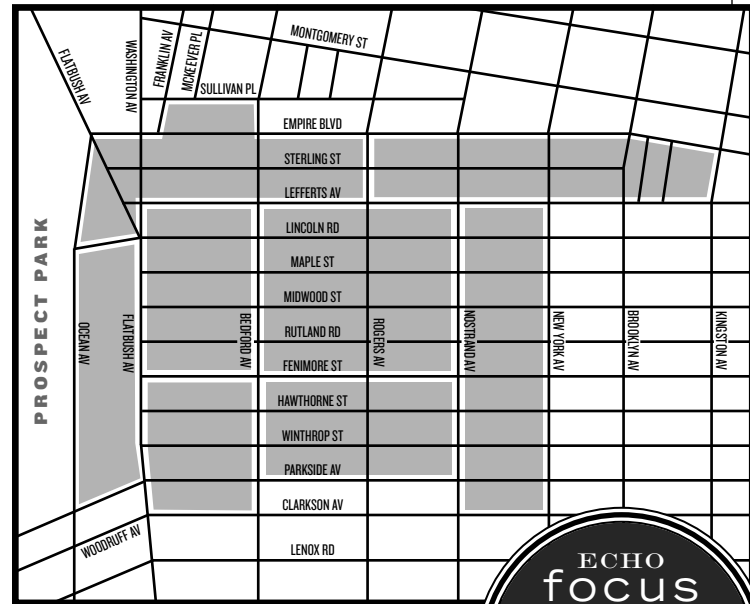 MONTGOMERY ST
FLATBUSH AV
WASHINGTON AV
FRANKLIN AV
MCKEEVER PL
SULLIVAN PL
EMPIRE BLVD
STERLING ST
LEFFERTS AV
LINCOLN RD
MAPLE ST
MIDWOOD ST
RUTLAND RD
FENIMORE ST
HAWTHORNE ST
WINTHROP ST
PARKSIDE AV
CLARKSON AV
LENOX RD
PROSPECT PARK
OCEAN AV
FLATBUSH AV
BEDFORD AV
ROGERS AV
NOSTRAND AV
NEW YORK AV
BROOKLYN AV
KINGSTON AV
WOODRUFF AV
ECHO
focus